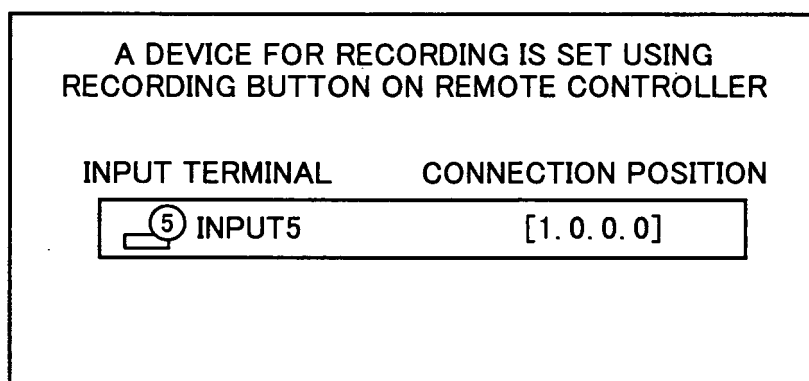 A DEVICE FOR RECORDING IS SET USING
RECORDING BUTTON ON REMOTE CONTROLLER
INPUT TERMINAL CONNECTION POSITION
5 INPUT5 [1. 0. 0. 0]